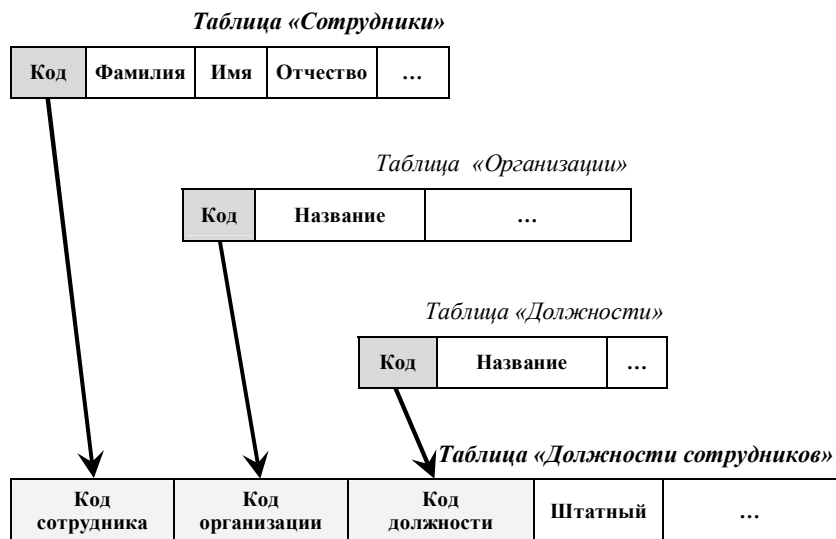 Таблица «Сотрудники»
Код Фамилия Имя Отчество ...
Таблица «Организации»
Код Название ...
Таблица «Должности»
Код Название ...
Таблица «Должности сотрудников»
Код сотрудника Код организации Код должности Штатный ...